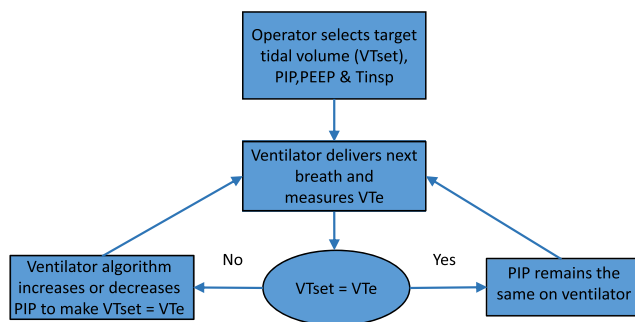 Operator selects target
tidal volume (VTset),
PIP,PEEP & Tinsp
Ventilator delivers next
breath and
measures VTe
No
Yes
Ventilator algorithm
increases or decreases
PIP to make VTset = VTe
VTset = VTe
PIP remains the
same on ventilator